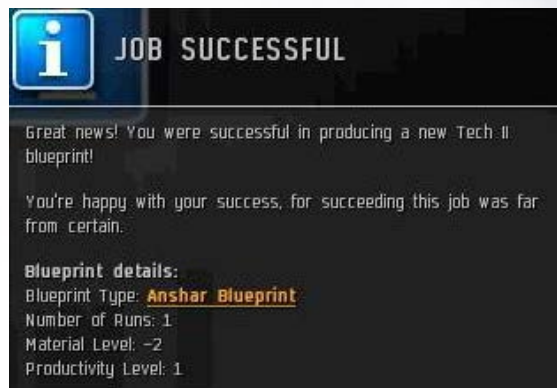 JOB SUCCESSFUL
Great news! You were successful in producing a new Tech II
blueprint!
You're happy with your success, for succeeding this job was far
from certain.
Blueprint details:
Blueprint Type: Anshar Blueprint
Number of Runs: 1
Material Level: -2
Productivity Level: 1